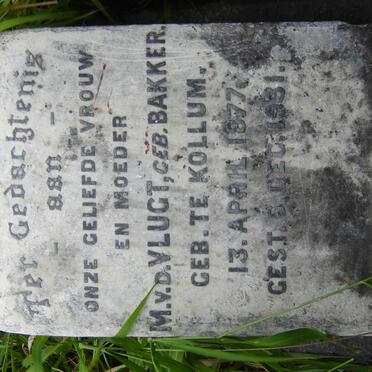 Ter Gedachtenis
– aan –
ONZE GELIEFDE VROUW
EN MOEDER
M.v.D.VLUGT, GEB. BAKKER.
GEB. TE KOLLUM.
13. APRIL 1877.
GEST. 8. DEC. 1931.